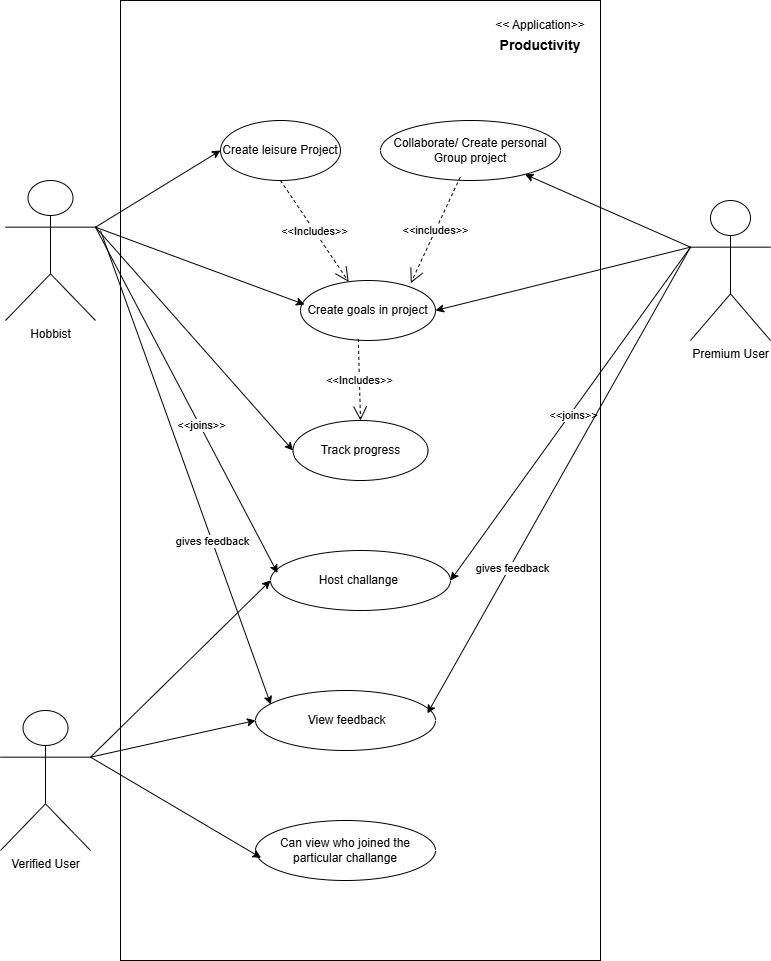 << Application>>
Productivity
Create leisure Project
Collaborate/ Create personal
Group project
<<Includes>>
<<includes>>
Create goals in project
Hobbist
Premium User
<<Includes>>
<<joins>>
<<joins>>
Track progress
gives feedback
gives feedback
Host challange
View feedback
Can view who joined the
particular challange
Verified User